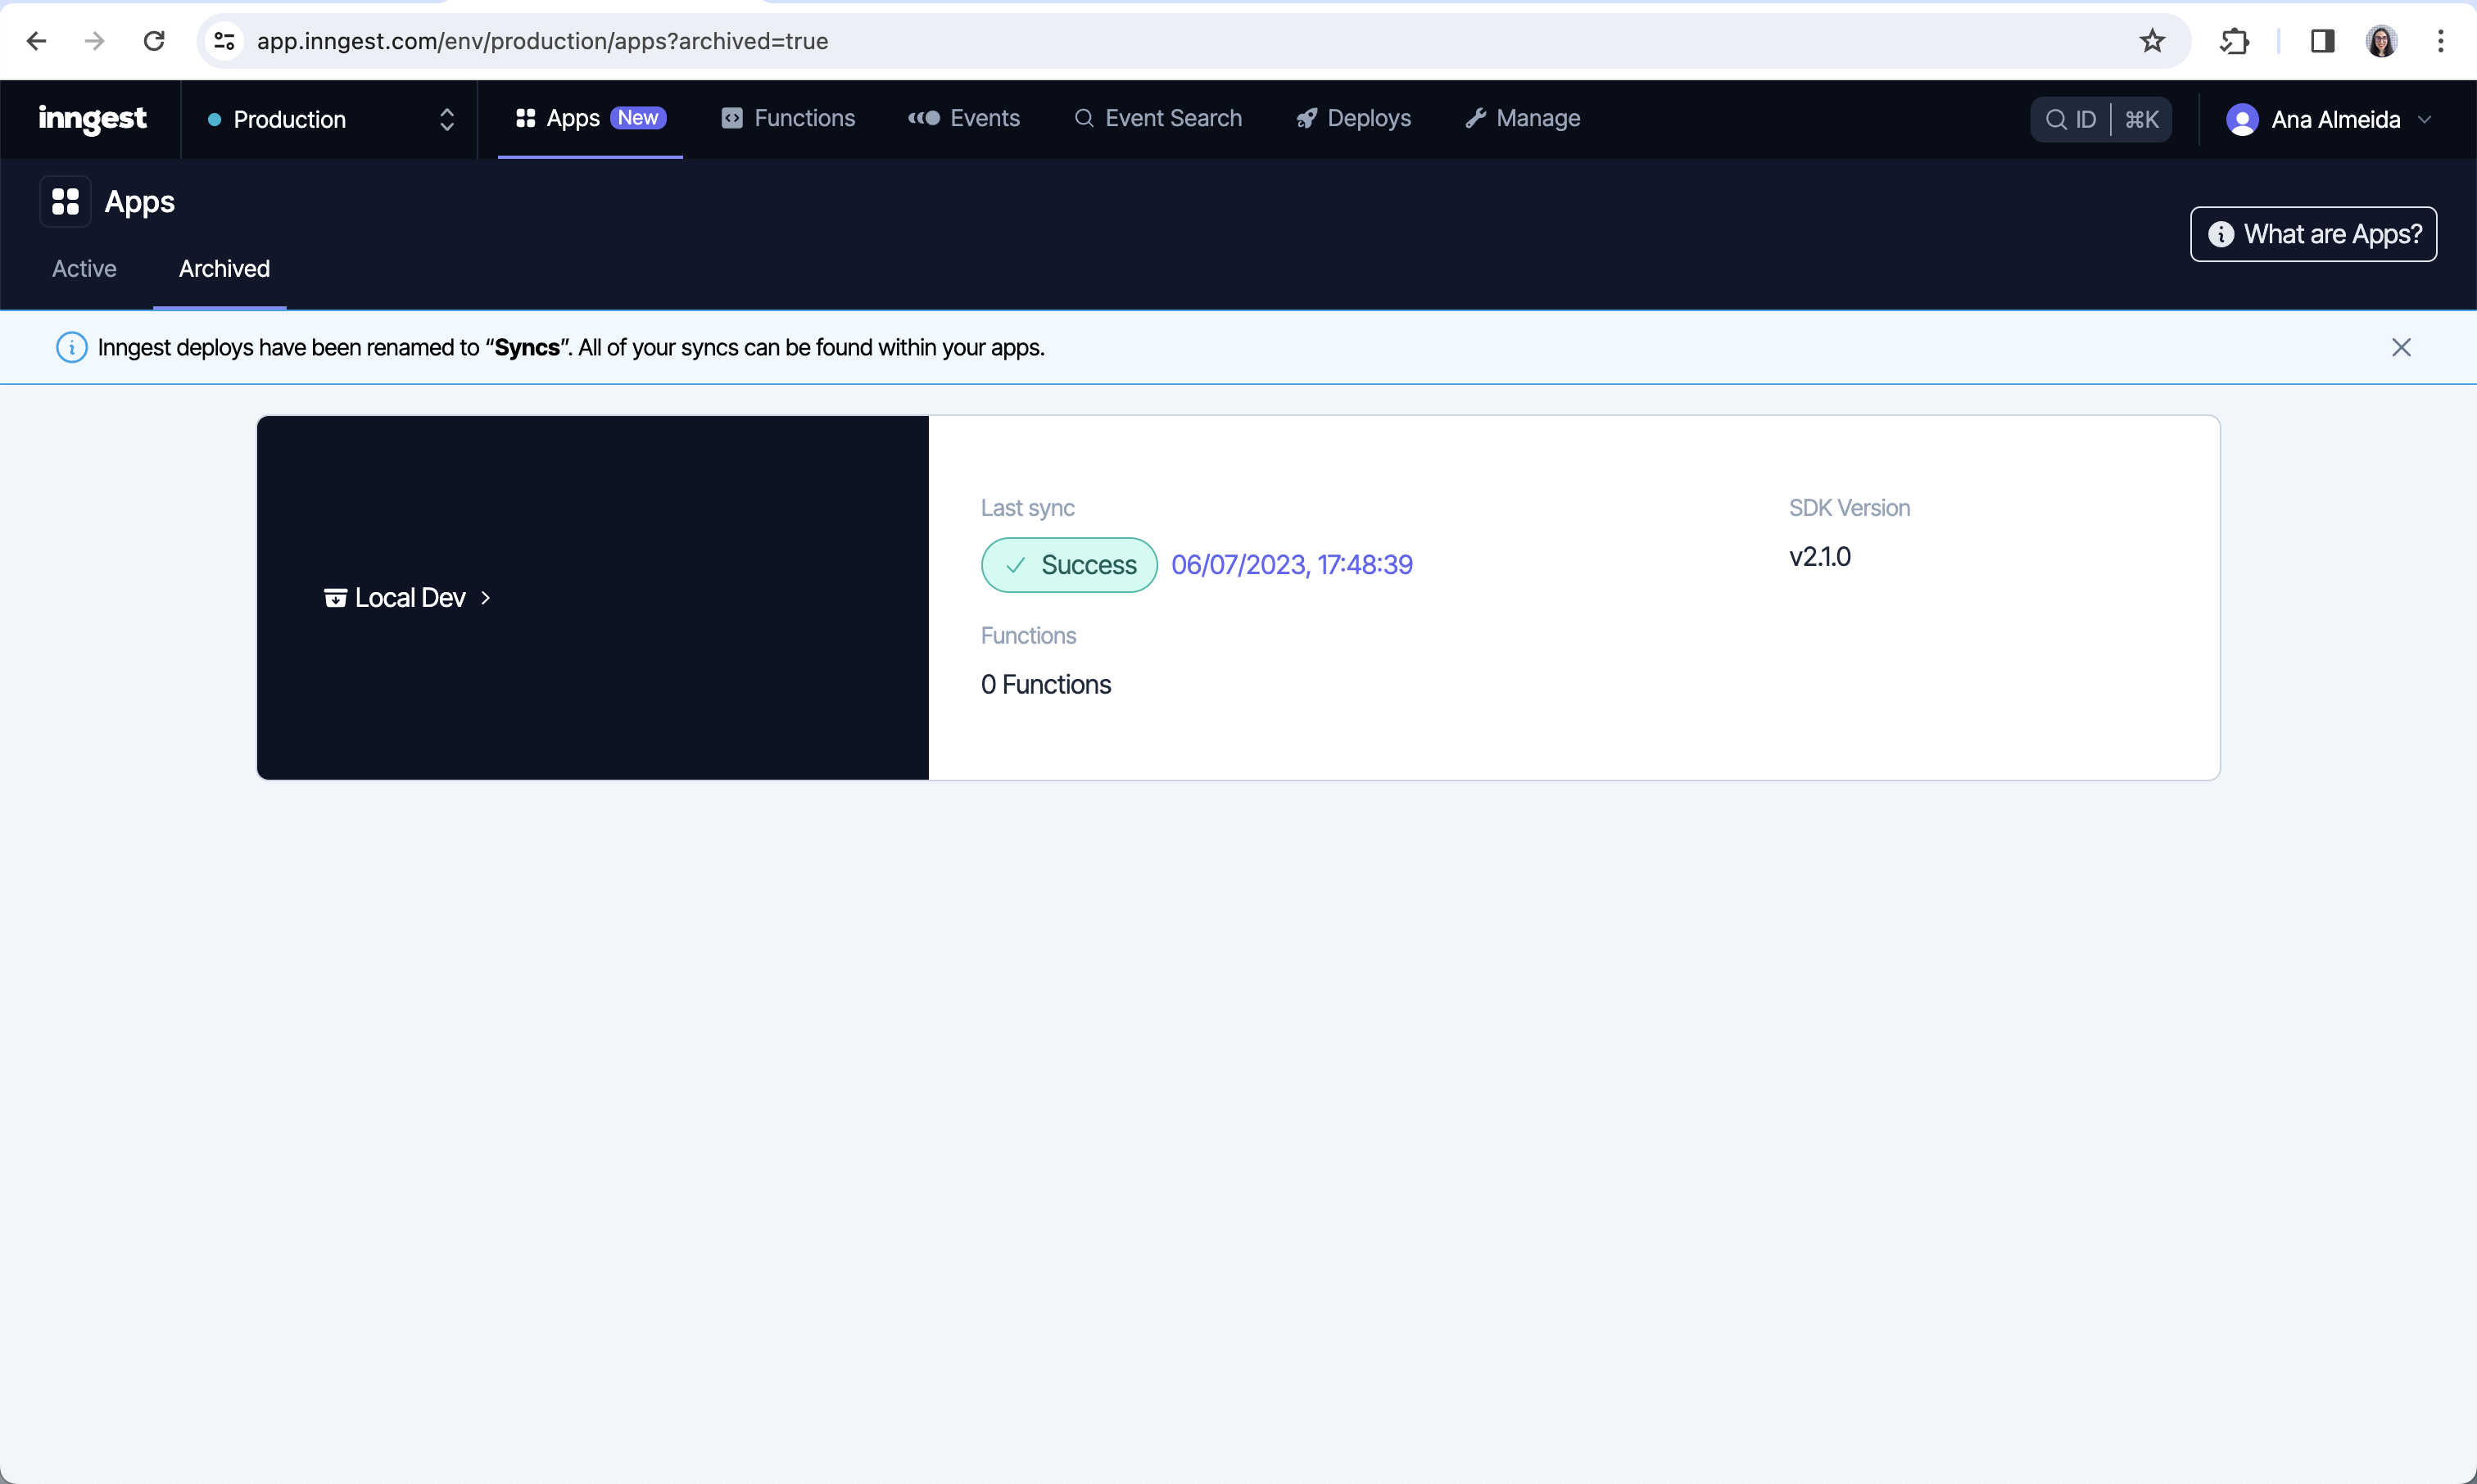 app.inngest.com/env/production/apps?archived=true
inngest
Production
Apps New
Functions
Events
Event Search
Deploys
Manage
ID ⌘K
Ana Almeida
Apps
What are Apps?
Active
Archived
Inngest deploys have been renamed to “Syncs”. All of your syncs can be found within your apps.
Local Dev
Last sync
Success 06/07/2023, 17:48:39
SDK Version
v2.1.0
Functions
0 Functions